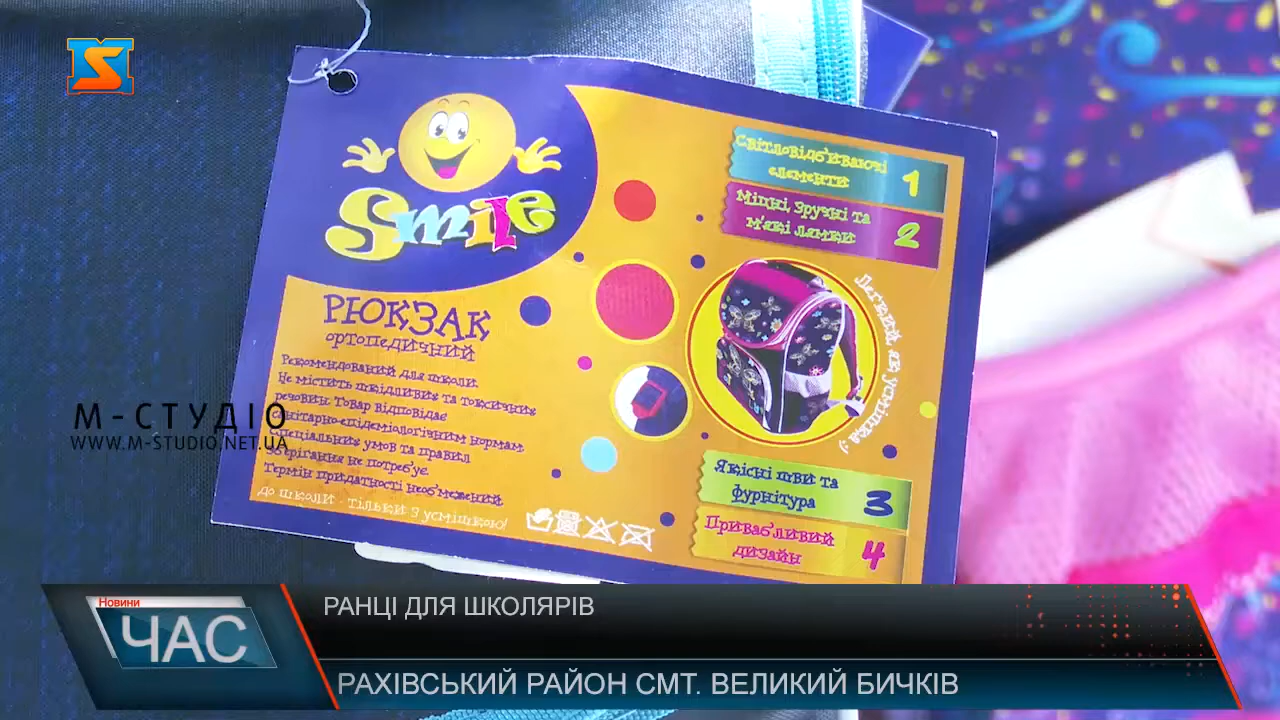 Smile
РЮКЗАК
ортопедичний
Рекомендований для школи.
Не містить шкідливих та токсичних
речовин. Товар відповідає
санітарно-епідеміологічним нормам.
Спеціальних умов та правил
зберігання не потребує.
Термін придатності необмежений
до школи - тільки з усмішкою!
Світловідбиваючі
елементи
1
Міцні, зручні та
м'які лямки
2
Легкий, як усмішка :)
Якісні шви та
фурнітура
3
Привабливий
дизайн
4
М-СТУДІО
WWW.M-STUDIO.NET.UA
Новини
ЧАС
РАНЦІ ДЛЯ ШКОЛЯРІВ
РАХІВСЬКИЙ РАЙОН СМТ. ВЕЛИКИЙ БИЧКІВ